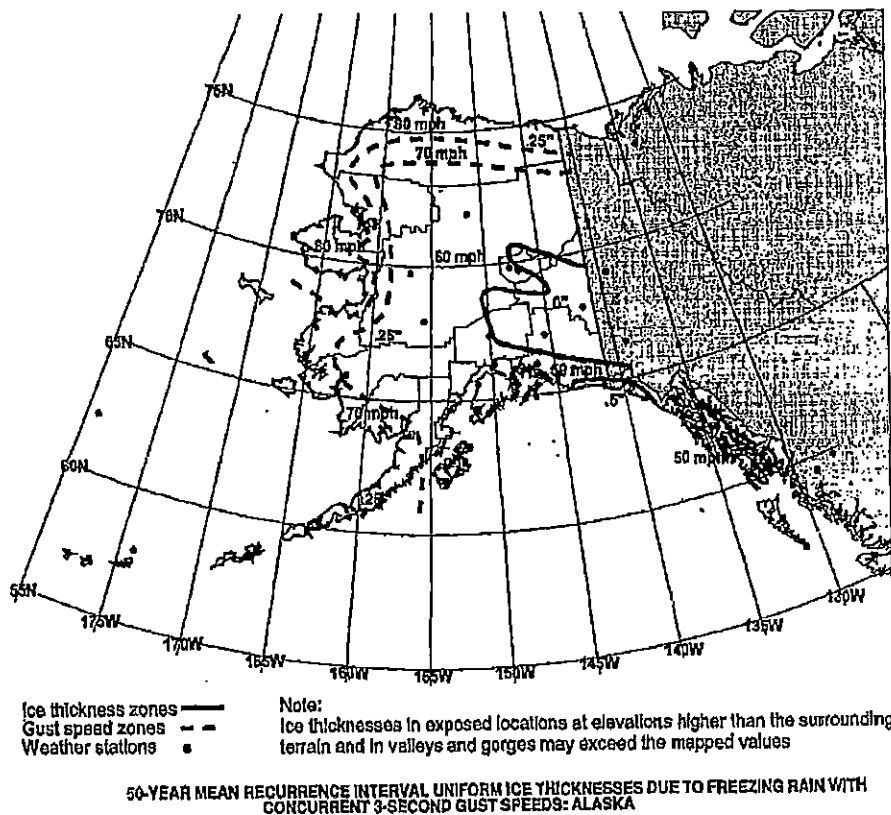 75N
80 mph
.25"
70 mph
70N
60 mph
60 mph
0"
65N
.25"
50 mph
70 mph
.5"
60N
50 mph
.25"
55N
175W
170W
165W
160W
155W
150W
145W
140W
135W
130W
Ice thickness zones
Gust speed zones
Weather stations
Note:
Ice thicknesses in exposed locations at elevations higher than the surrounding
terrain and in valleys and gorges may exceed the mapped values
50-YEAR MEAN RECURRENCE INTERVAL UNIFORM ICE THICKNESSES DUE TO FREEZING RAIN WITH
CONCURRENT 3-SECOND GUST SPEEDS: ALASKA